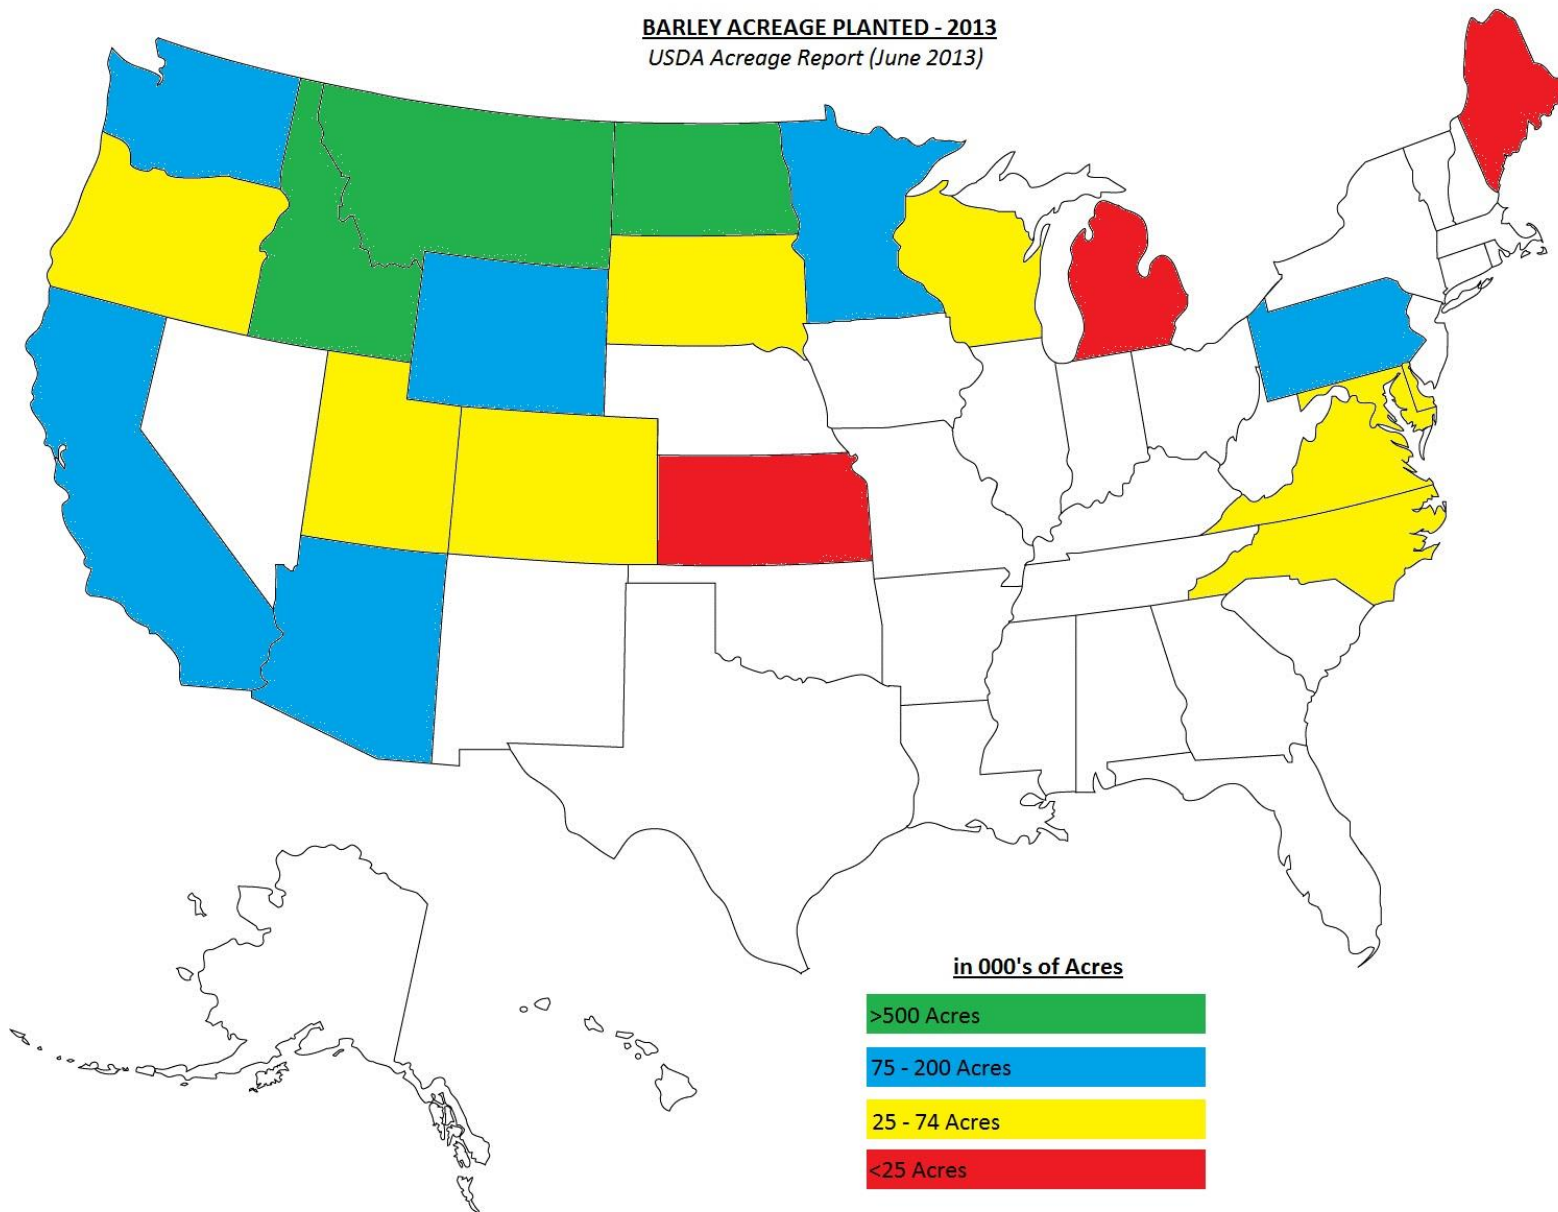 BARLEY ACREAGE PLANTED - 2013
USDA Acreage Report (June 2013)
in 000's of Acres
>500 Acres
75 - 200 Acres
25 - 74 Acres
<25 Acres